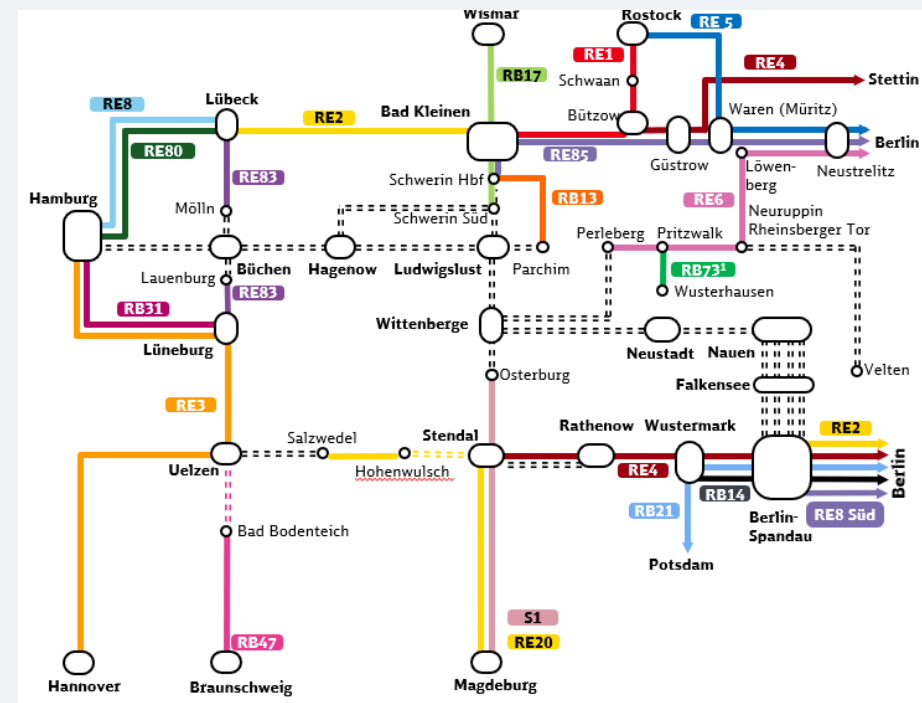 Wismar
Rostock
RE 5
RE1
RE4
RB17
Stettin
Schwaan
RE8
Lübeck
RE2
Bad Kleinen
Bützow
Waren (Müritz)
RE80
Berlin
RE85
Güstrow
Neustrelitz
RE83
Schwerin Hbf
Löwen-
berg
Hamburg
RB13
RE6
Mölln
Schwerin Süd
Neuruppin
Rheinsberger Tor
Perleberg
Pritzwalk
Büchen
Hagenow
Ludwigslust
Parchim
RB73¹
Lauenburg
RE83
Wusterhausen
RB31
Wittenberge
Lüneburg
Neustadt
Nauen
Osterburg
Velten
Falkensee
RE3
Rathenow
Wustermark
RE2
Salzwedel
Stendal
Uelzen
Hohenwulsch
RE4
Berlin
RB14
RB21
Berlin-
Spandau
RE8 Süd
Bad Bodenteich
Potsdam
S1
RB47
RE20
Hannover
Braunschweig
Magdeburg